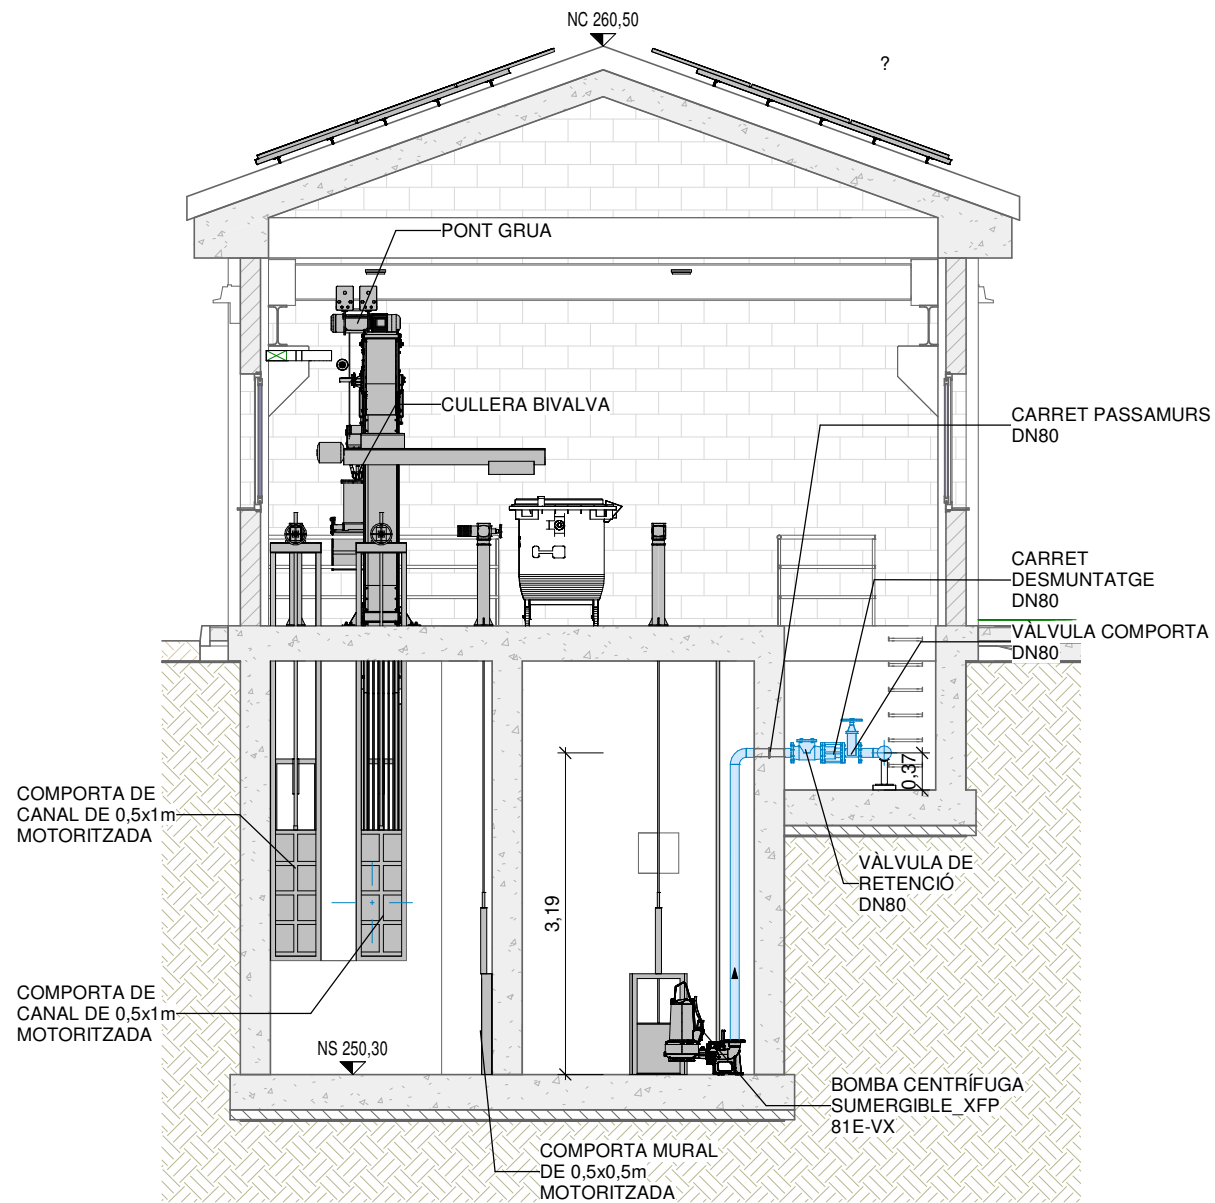 NC 260,50
?
PONT GRUA
CULLERA BIVALVA
CARRET PASSAMURS
DN80
CARRET
DESMUNTATGE
DN80
VÀLVULA COMPORTA
DN80
0,37
COMPORTA DE
CANAL DE 0,5x1m
MOTORITZADA
VÀLVULA DE
RETENCIÓ
DN80
3,19
COMPORTA DE
CANAL DE 0,5x1m
MOTORITZADA
NS 250,30
BOMBA CENTRÍFUGA
SUMERGIBLE_XFP
81E-VX
COMPORTA MURAL
DE 0,5x0,5m
MOTORITZADA